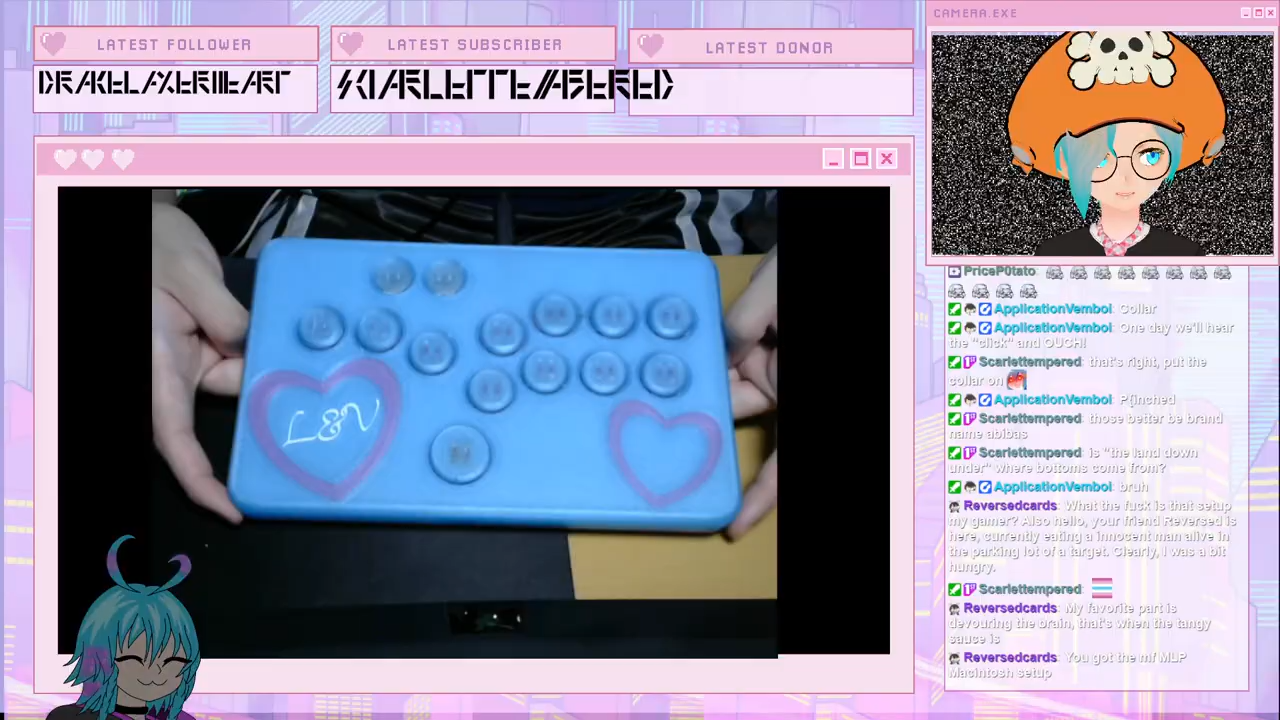 CAMERA.EXE
LATEST FOLLOWER
LATEST SUBSCRIBER
LATEST DONOR
SCARLETTEMPERED
L&N
PriceP0tato
ApplicationVembol: Collar
ApplicationVembol: One day we'll hear
the "click" and OUCH!
Scarlettempered: that's right, put the
collar on
ApplicationVembol: P{inched
Scarlettempered: those better be brand
name abibas
Scarlettempered: is "the land down
under" where bottoms come from?
ApplicationVembol: bruh
Reversedcards: What the fuck is that setup
my gamer? Also hello, your friend Reversed is
here, currently eating a innocent man alive in
the parking lot of a target. Clearly, I was a bit
hungry.
Scarlettempered:
Reversedcards: My favorite part is
devouring the brain, that's when the tangy
sauce is
Reversedcards: You got the mf MLP
Macintosh setup